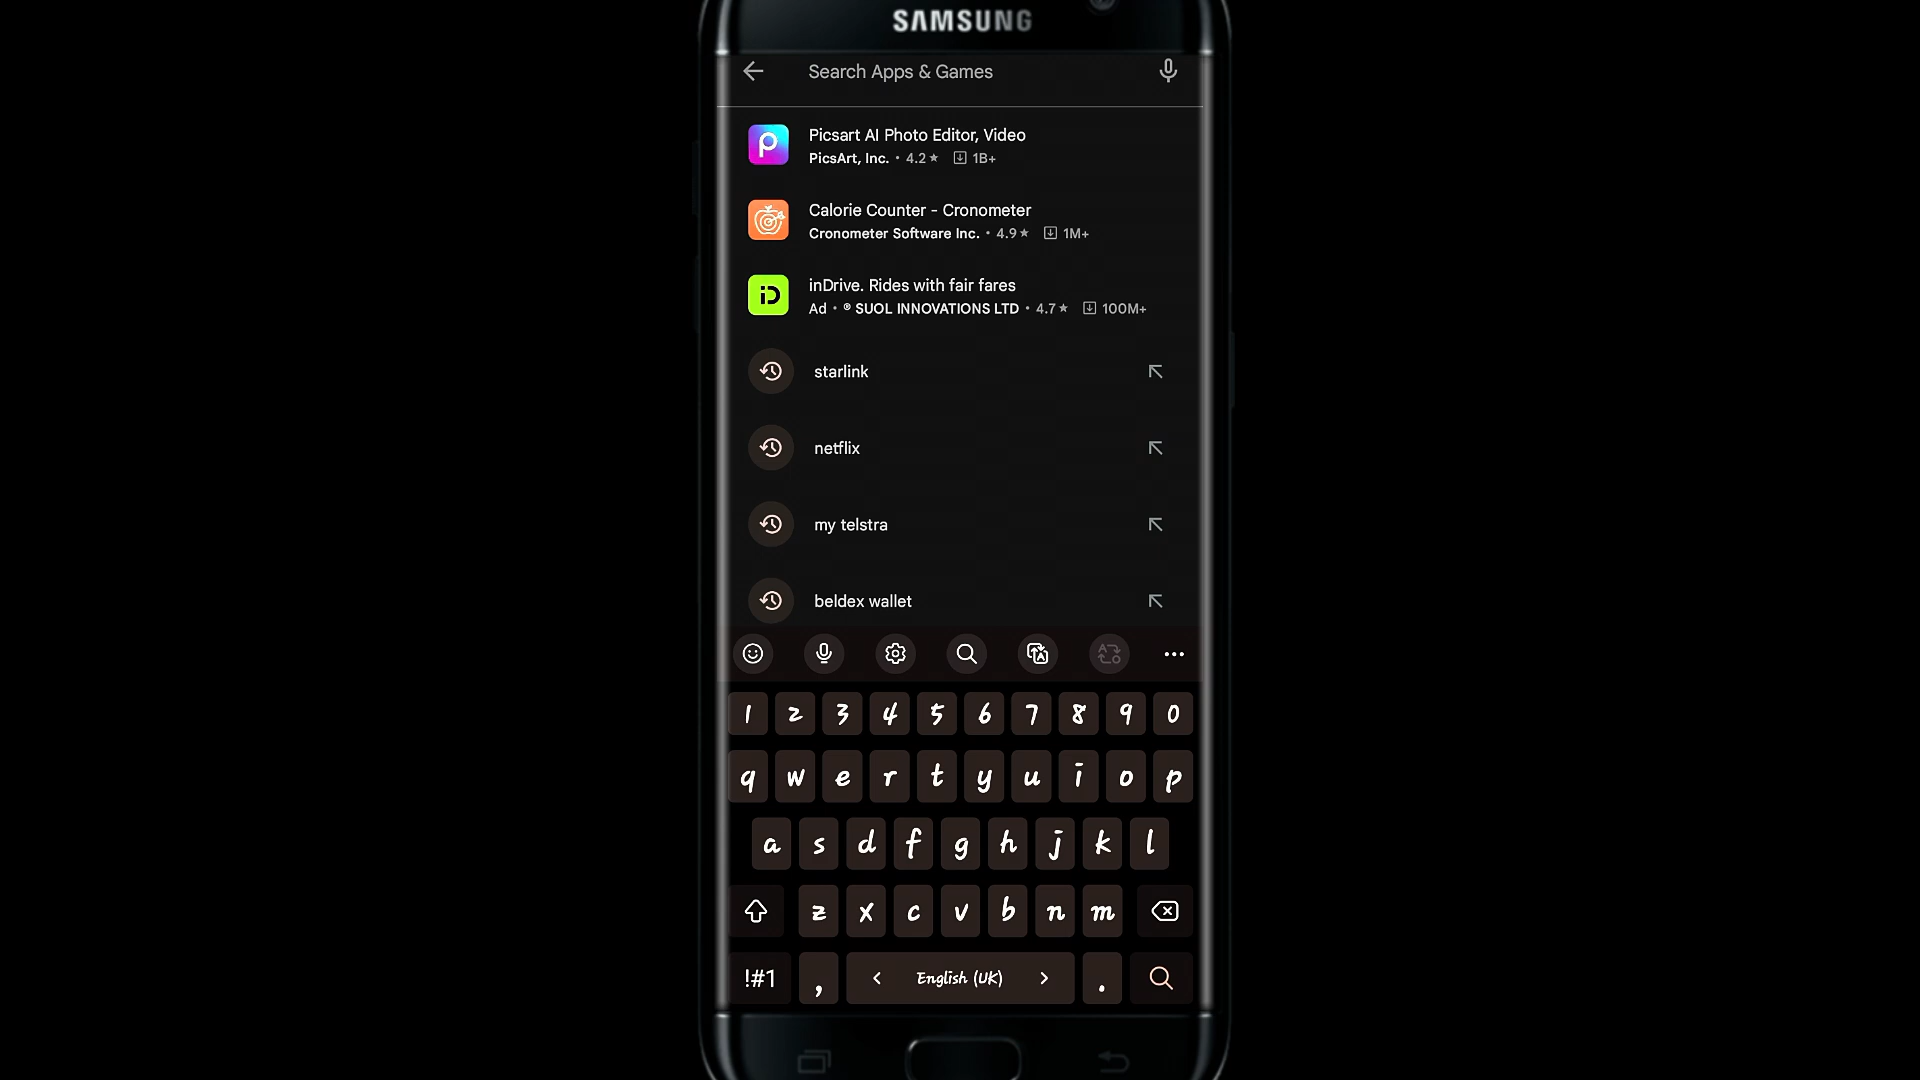 SAMSUNG
Search Apps & Games
Picsart AI Photo Editor, Video
PicsArt, Inc. • 4.2★ 1B+
Calorie Counter - Cronometer
Cronometer Software Inc. • 4.9★ 1M+
iD
inDrive. Rides with fair fares
Ad • ® SUOL INNOVATIONS LTD • 4.7★ 100M+
starlink
netflix
my telstra
beldex wallet
1 2 3 4 5 6 7 8 9 0
q w e r t y u i o p
a s d f g h j k l
z x c v b n m
!#1 , < English (UK) > .